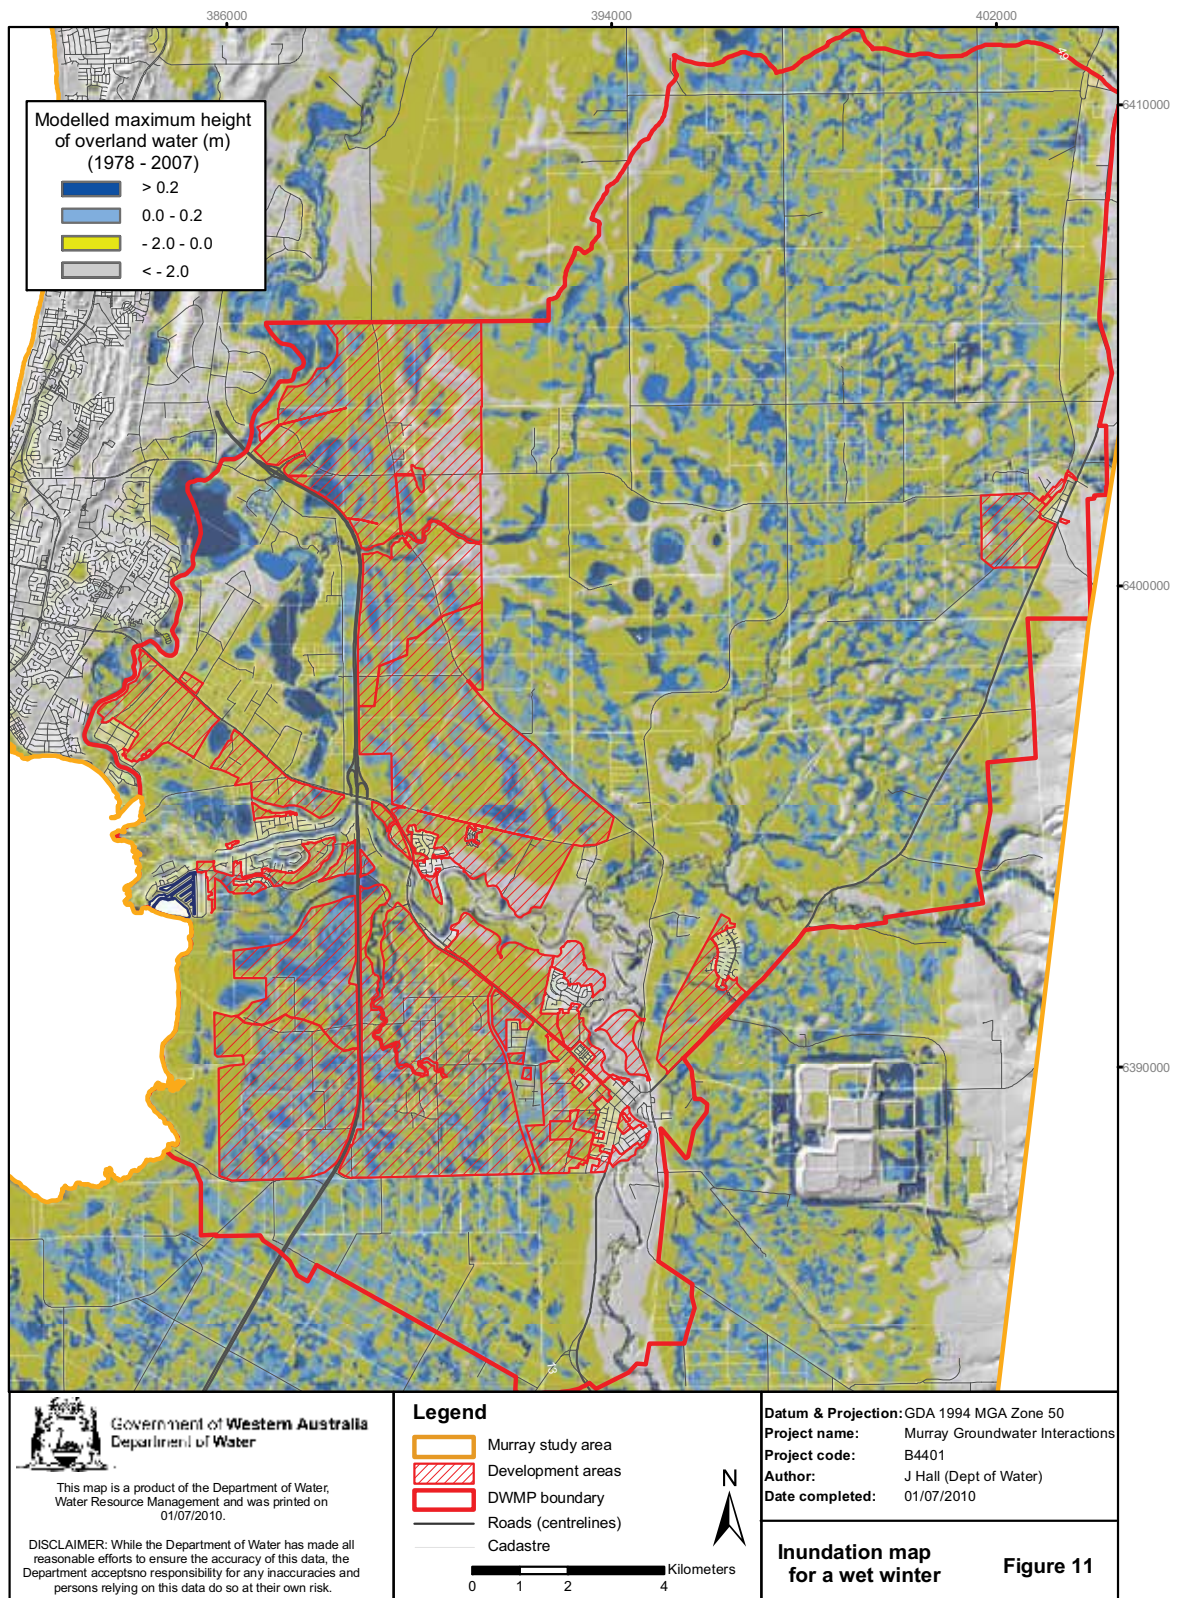 386000
394000
402000
6410000
6400000
6390000
Modelled maximum height
of overland water (m)
(1978 - 2007)
> 0.2
0.0 - 0.2
- 2.0 - 0.0
< - 2.0
Government of Western Australia
Department of Water
This map is a product of the Department of Water,
Water Resource Management and was printed on
01/07/2010.
DISCLAIMER: While the Department of Water has made all
reasonable efforts to ensure the accuracy of this data, the
Department acceptsno responsibility for any inaccuracies and
persons relying on this data do so at their own risk.
Legend
Murray study area
Development areas
DWMP boundary
Roads (centrelines)
Cadastre
N
Kilometers
0 1 2 4
Datum & Projection: GDA 1994 MGA Zone 50
Project name: Murray Groundwater Interactions
Project code: B4401
Author: J Hall (Dept of Water)
Date completed: 01/07/2010
Inundation map
for a wet winter
Figure 11